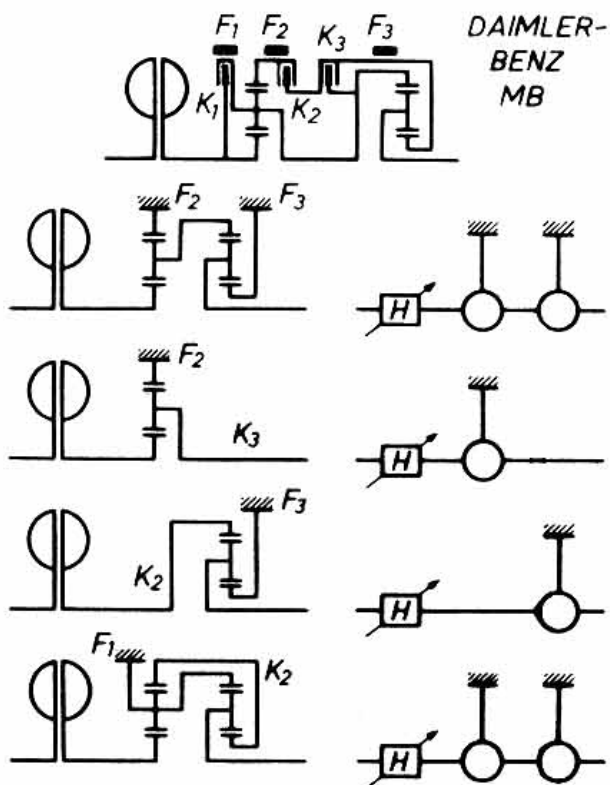 F1 F2 K3 F3
DAIMLER-
BENZ
MB
K1 K2
F2 F3
H
F2
K3
H
F3
K2
H
F1
K2
H